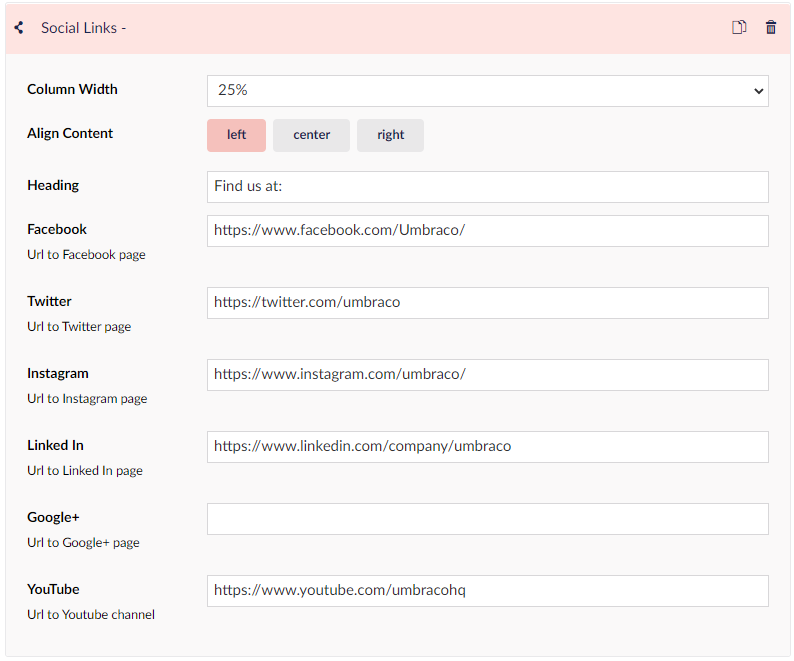 Social Links -
Column Width 25%
Align Content left center right
Heading Find us at:
Facebook https://www.facebook.com/Umbraco/
Url to Facebook page
Twitter https://twitter.com/umbraco
Url to Twitter page
Instagram https://www.instagram.com/umbraco/
Url to Instagram page
Linked In https://www.linkedin.com/company/umbraco
Url to Linked In page
Google+
Url to Google+ page
YouTube https://www.youtube.com/umbracohq
Url to Youtube channel